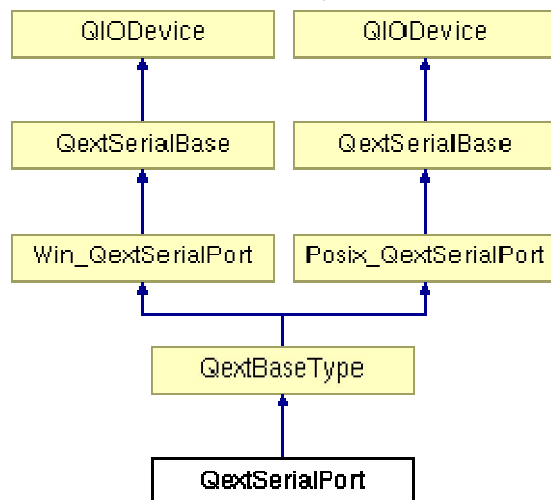 QIODevice QIODevice
QextSerialBase QextSerialBase
Win_QextSerialPort Posix_QextSerialPort
QextBaseType
QextSerialPort